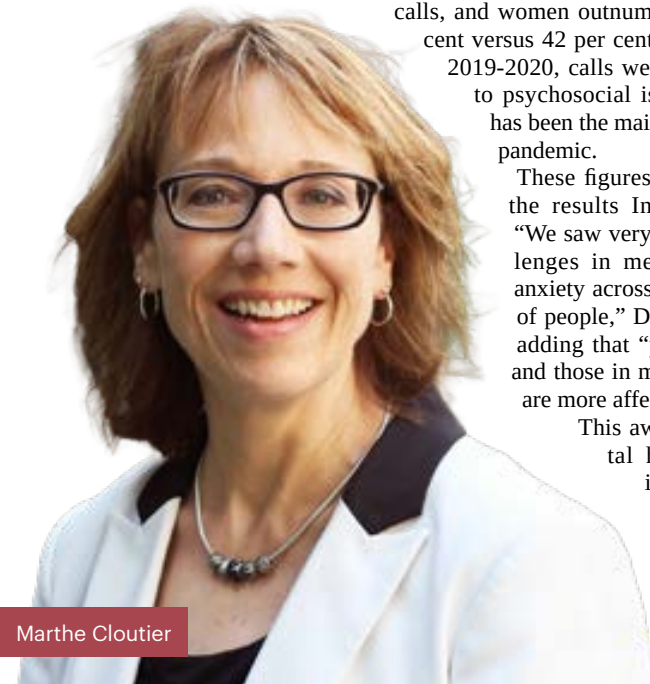 calls, and women outnum
cent versus 42 per cent
2019-2020, calls we
to psychosocial is
has been the mai
pandemic.
These figures
the results In
“We saw very
lenges in me
anxiety across
of people,” D
adding that “
and those in m
are more affe
This aw
tal
i
Marthe Cloutier